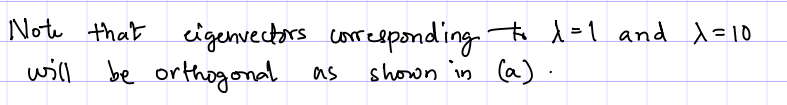 Note that eigenvectors corresponding to λ=1 and λ=10
will be orthogonal as shown in (a).